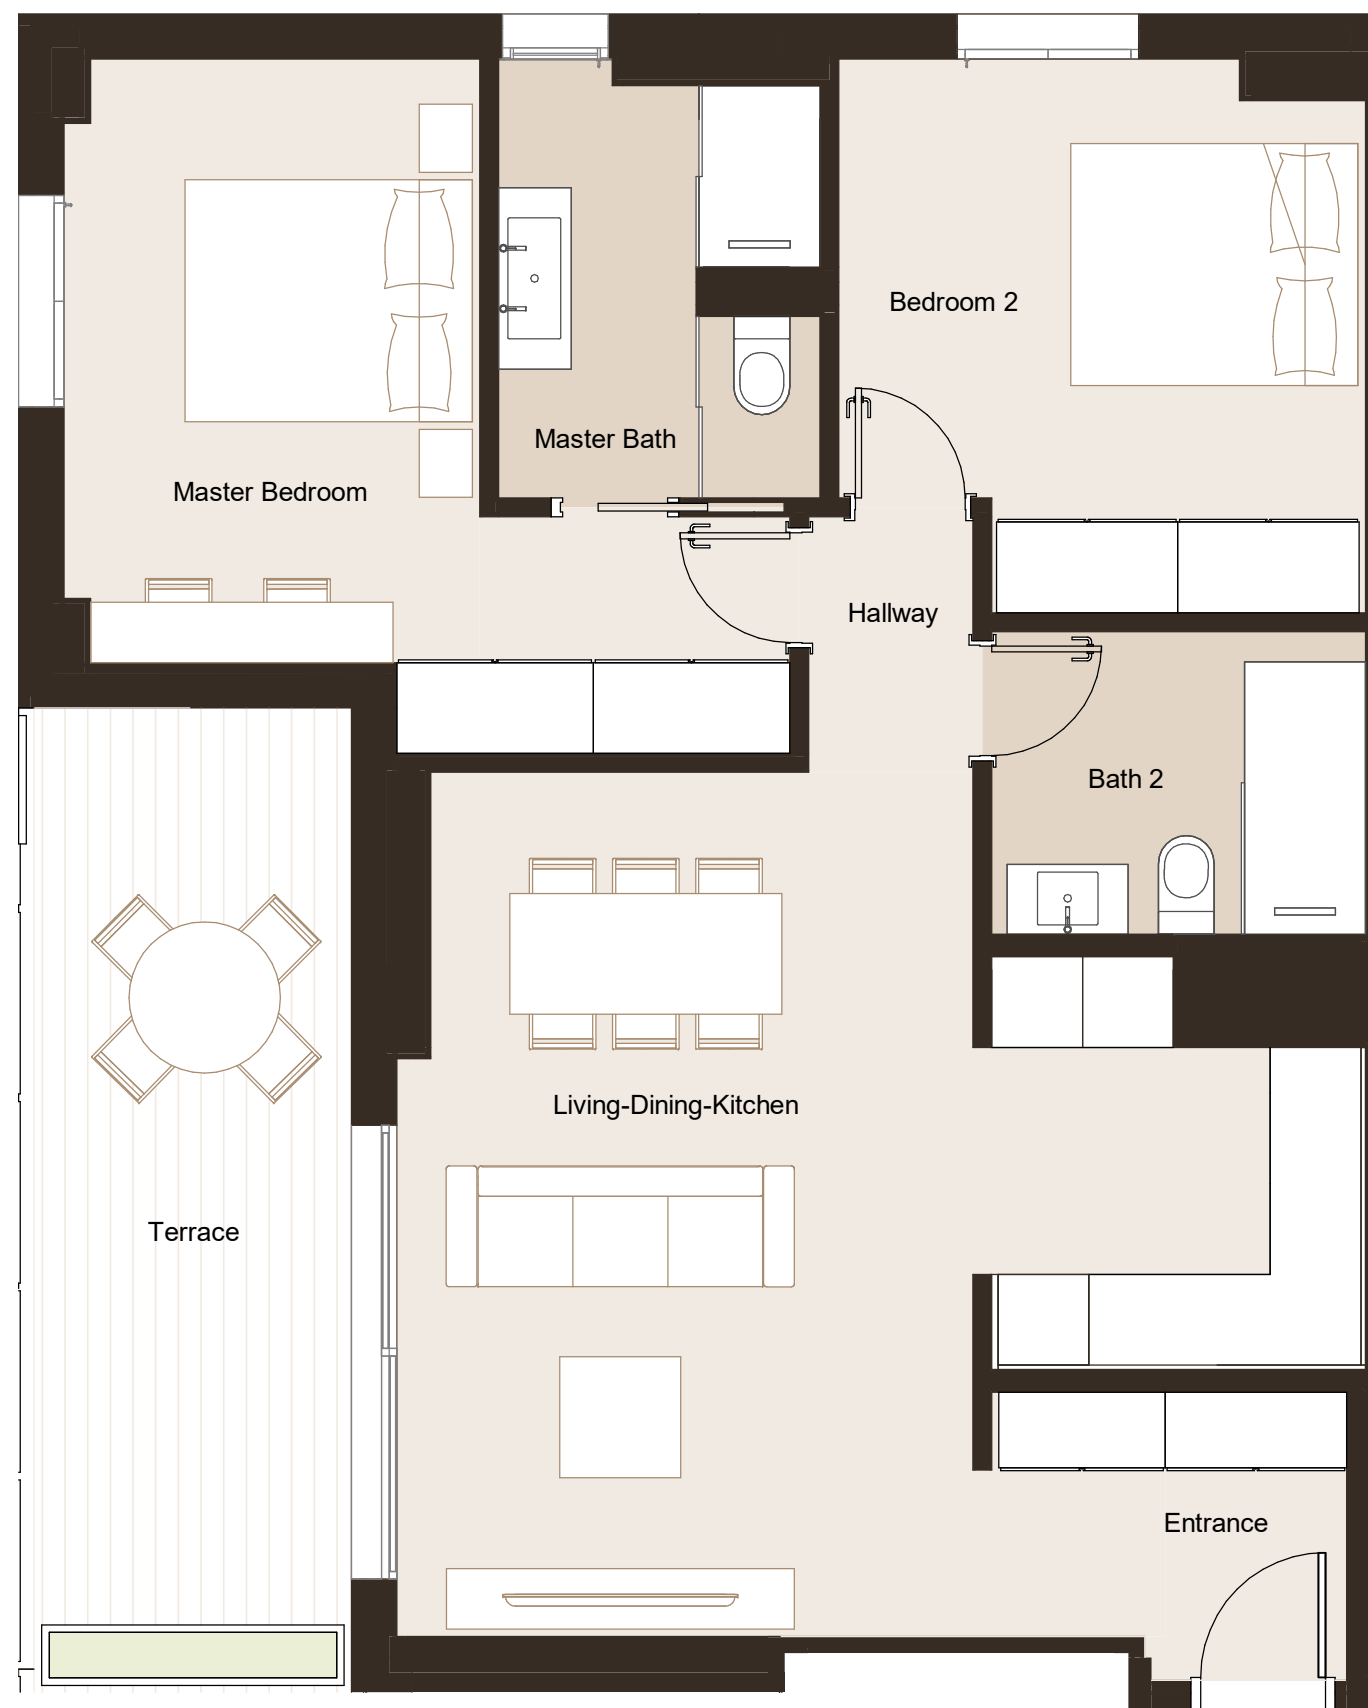 Bedroom 2
Master Bath
Master Bedroom
Hallway
Bath 2
Living-Dining-Kitchen
Terrace
Entrance